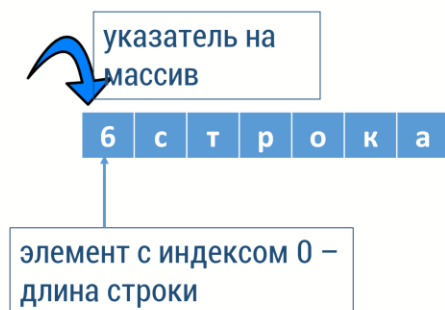 указатель на
массив
6 с т р о к а
элемент с индексом 0 –
длина строки